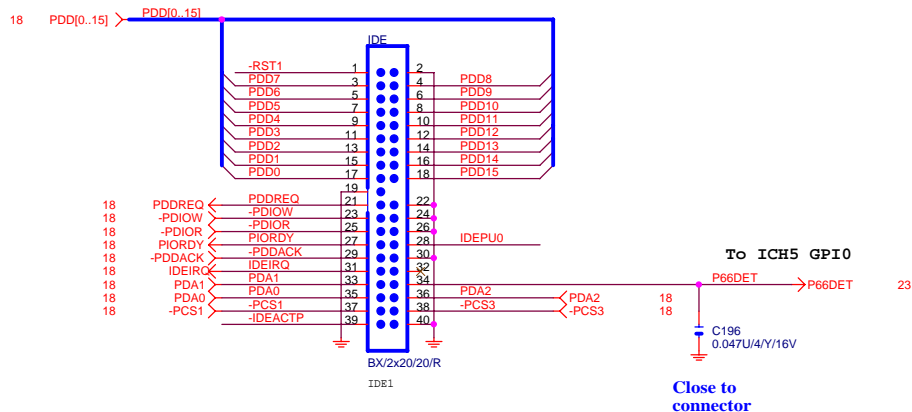 18 PDD[0..15] PDD[0..15]
IDE
-RST1 1 2
PDD7 3 4 PDD8
PDD6 5 6 PDD9
PDD5 7 8 PDD10
PDD4 9 10 PDD11
PDD3 11 12 PDD12
PDD2 13 14 PDD13
PDD1 15 16 PDD14
PDD0 17 18 PDD15
19
18 PDDREQ PDDREQ 21 22
18 -PDIOW -PDIOW 23 24
18 -PDIOR -PDIOR 25 26
18 PIORDY PIORDY 27 28 IDEPU0
18 -PDDACK -PDDACK 29 30
18 IDEIRQ IDEIRQ 31 32
18 PDA1 PDA1 33 34
18 PDA0 PDA0 35 36 PDA2 PDA2 18
18 -PCS1 -PCS1 37 38 -PCS3 -PCS3 18
-IDEACTP 39 40
To ICH5 GPI0
P66DET P66DET 23
C196
0.047U/4/Y/16V
BX/2x20/20/R
IDE1
Close to
connector